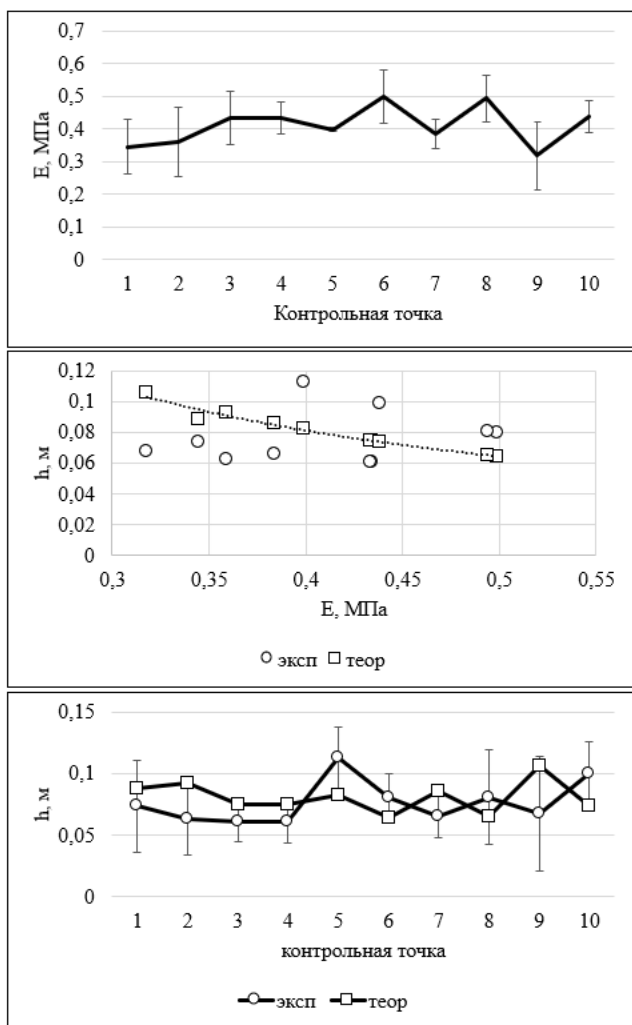 0,7
0,6
0,5
0,4
0,3
0,2
0,1
0
E, МПа
1 2 3 4 5 6 7 8 9 10
Контрольная точка
0,12
0,1
0,08
0,06
0,04
0,02
0
h, м
0,3 0,35 0,4 0,45 0,5 0,55
E, МПа
эксп теор
0,15
0,1
0,05
0
h, м
1 2 3 4 5 6 7 8 9 10
контрольная точка
эксп теор